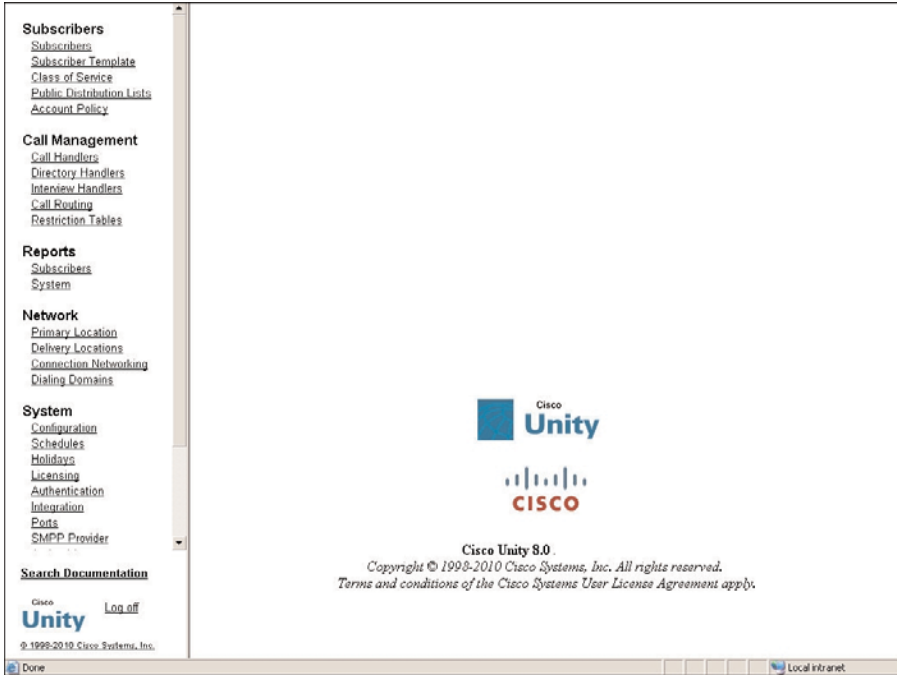 Subscribers
Subscribers
Subscriber Template
Class of Service
Public Distribution Lists
Account Policy
Call Management
Call Handlers
Directory Handlers
Interview Handlers
Call Routing
Restriction Tables
Reports
Subscribers
System
Network
Primary Location
Delivery Locations
Connection Networking
Dialing Domains
System
Configuration
Schedules
Holidays
Licensing
Authentication
Integration
Ports
SMPP Provider
Search Documentation
Cisco
Unity
Log off
© 1998-2010 Cisco Systems, Inc.
Cisco
Unity
CISCO
Cisco Unity 8.0 .
Copyright © 1998-2010 Cisco Systems, Inc. All rights reserved.
Terms and conditions of the Cisco Systems User License Agreement apply.
Done
Local intranet